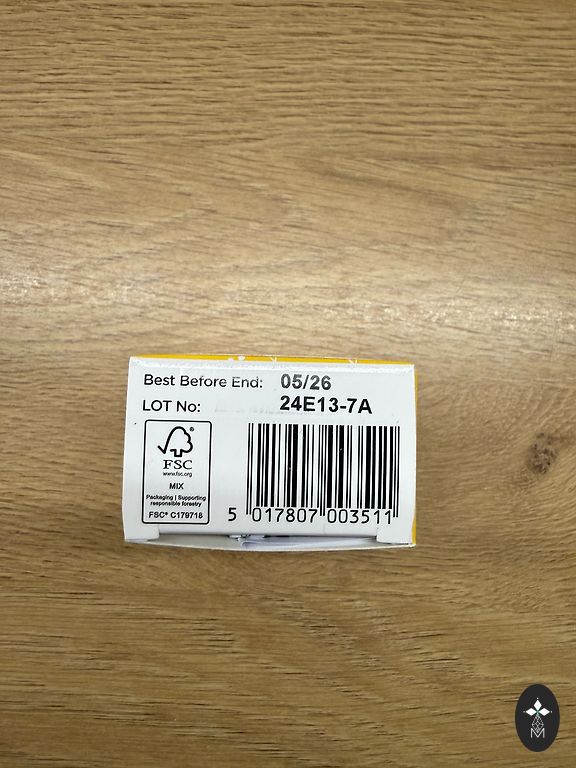 Best Before End: 05/26
LOT No: 24E13-7A
FSC®
www.fsc.org
MIX
Packaging | Supporting
responsible forestry
FSC® C179718
5 017807 003511
M